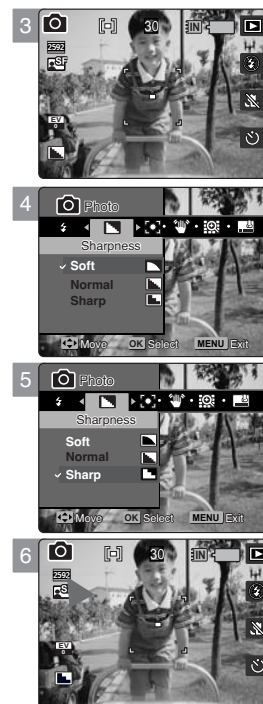 3
30 IN
2592
SF
EV
0
4
Photo
Sharpness
Soft
Normal
Sharp
Move OK Select MENU Exit
5
Photo
Sharpness
Soft
Normal
Sharp
Move OK Select MENU Exit
6
30 IN
2592
S
EV
0